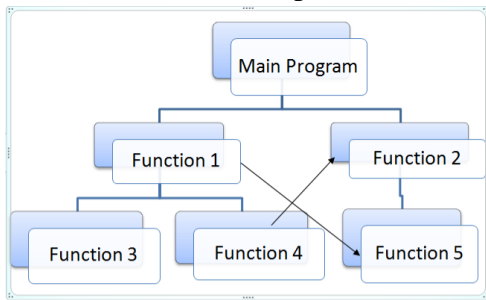 Main Program
Function 1
Function 2
Function 3
Function 4
Function 5